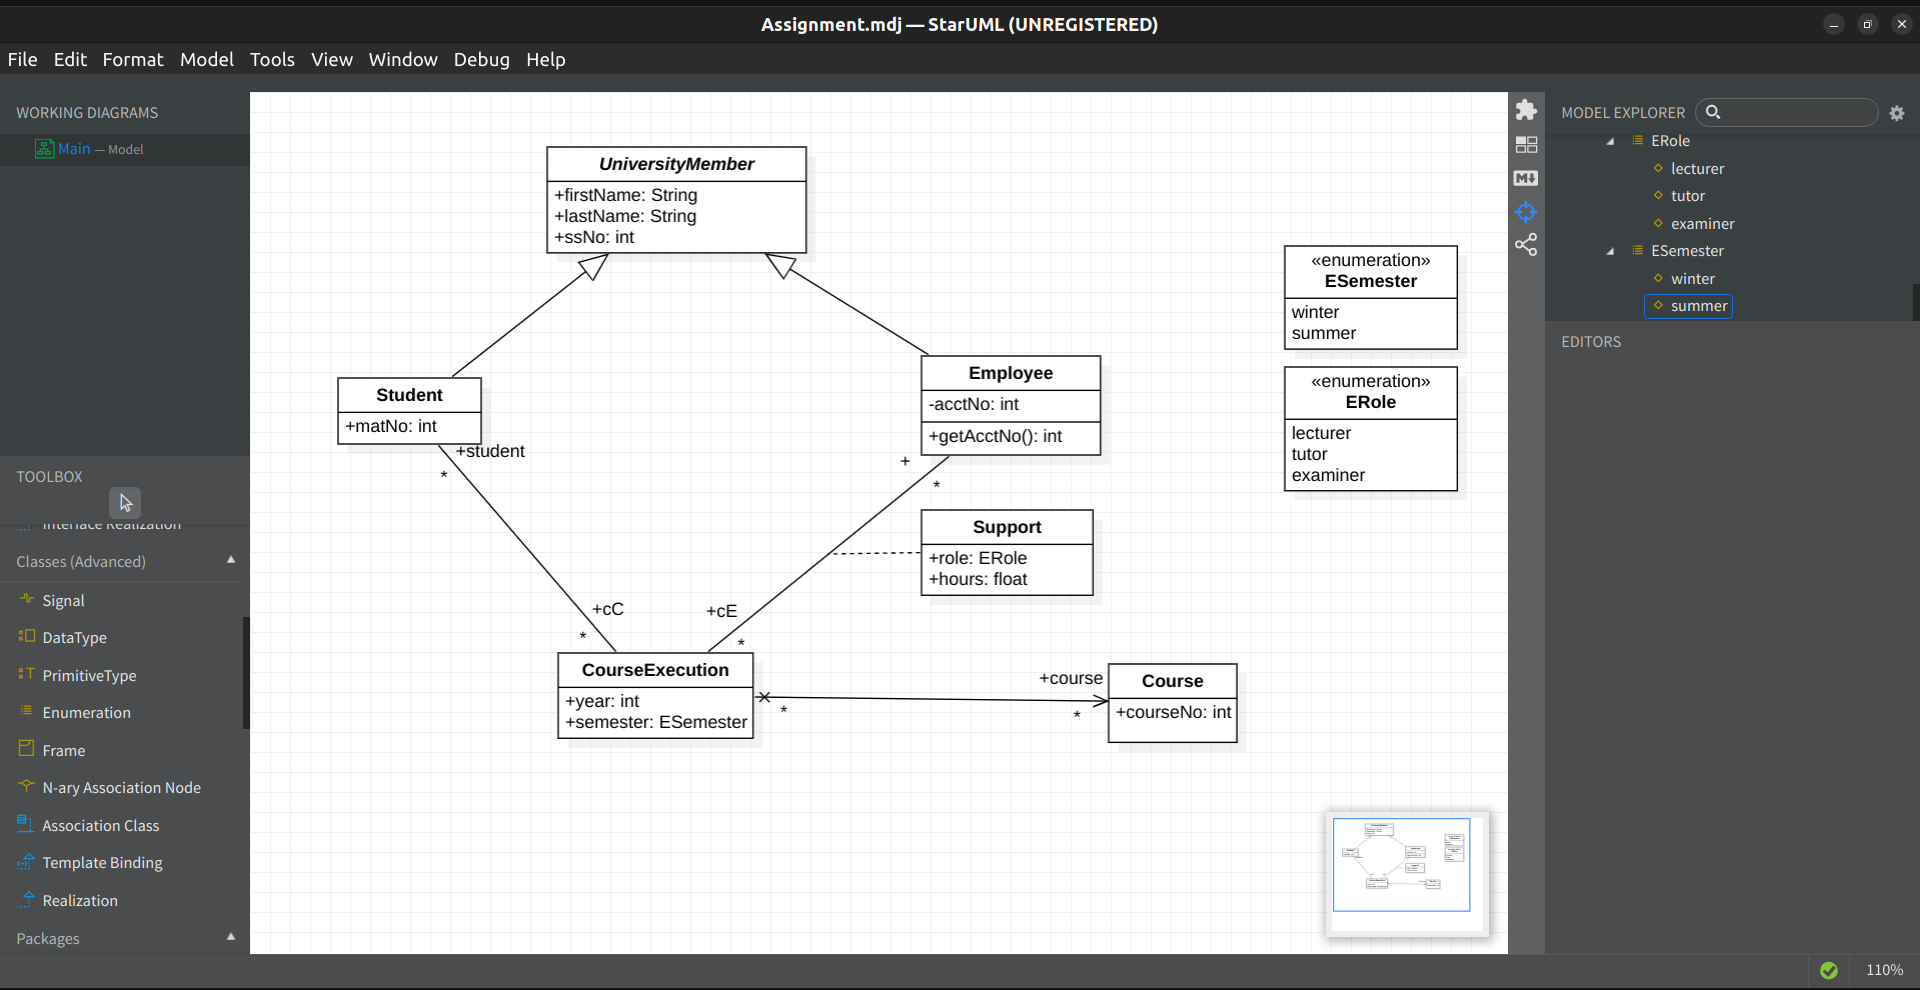 Assignment.mdj — StarUML (UNREGISTERED)
File Edit Format Model Tools View Window Debug Help
WORKING DIAGRAMS
Main — Model
TOOLBOX
Interface Realization
Classes (Advanced)
Signal
DataType
PrimitiveType
Enumeration
Frame
N-ary Association Node
Association Class
Template Binding
Realization
Packages
UniversityMember
+firstName: String
+lastName: String
+ssNo: int
Student
+matNo: int
+student
*
Employee
-acctNo: int
+getAcctNo(): int
+
*
Support
+role: ERole
+hours: float
+cC
*
+cE
*
CourseExecution
+year: int
+semester: ESemester
*
+course
*
Course
+courseNo: int
«enumeration»
ESemester
winter
summer
«enumeration»
ERole
lecturer
tutor
examiner
M
MODEL EXPLORER
ERole
lecturer
tutor
examiner
ESemester
winter
summer
EDITORS
110%